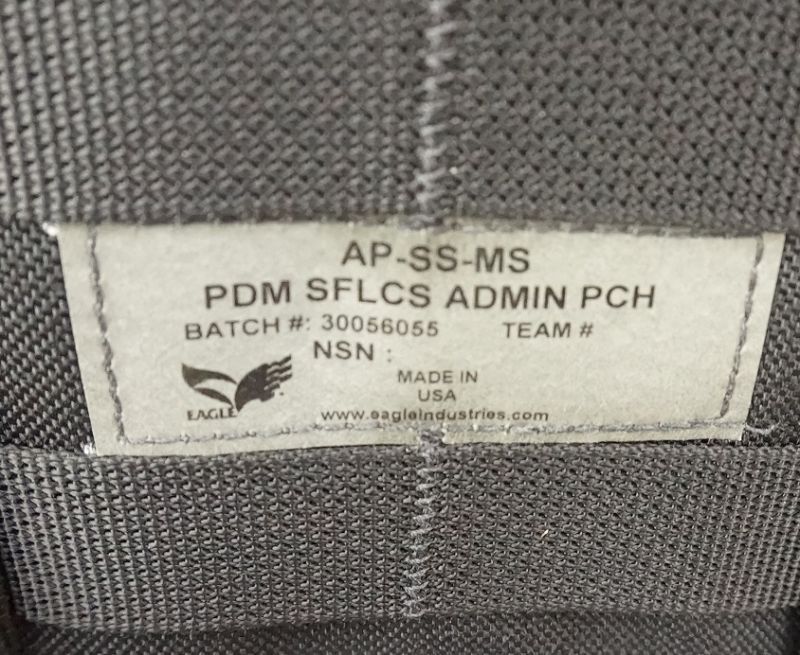 AP-SS-MS
PDM SFLCS ADMIN PCH
BATCH #: 30056055 TEAM #
NSN :
MADE IN
USA
EAGLE
www.eagleindustries.com